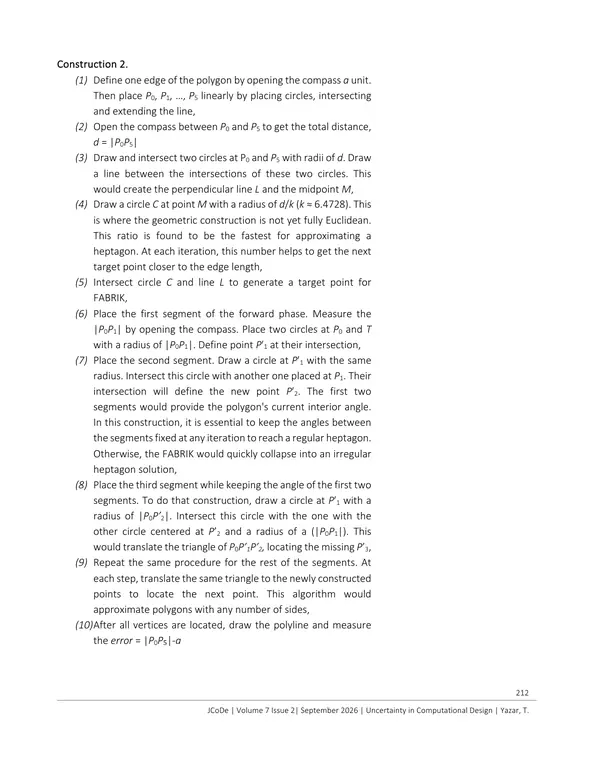 Construction 2.
(1) Define one edge of the polygon by opening the compass a unit.
Then place P₀, P₁, ..., P₅ linearly by placing circles, intersecting
and extending the line,
(2) Open the compass between P₀ and P₅ to get the total distance,
d = |P₀P₅|
(3) Draw and intersect two circles at P₀ and P₅ with radii of d. Draw
a line between the intersections of these two circles. This
would create the perpendicular line L and the midpoint M,
(4) Draw a circle C at point M with a radius of d/k (k ≈ 6.4728). This
is where the geometric construction is not yet fully Euclidean.
This ratio is found to be the fastest for approximating a
heptagon. At each iteration, this number helps to get the next
target point closer to the edge length,
(5) Intersect circle C and line L to generate a target point for
FABRIK,
(6) Place the first segment of the forward phase. Measure the
|P₀P₁| by opening the compass. Place two circles at P₀ and T
with a radius of |P₀P₁|. Define point P'₁ at their intersection,
(7) Place the second segment. Draw a circle at P'₁ with the same
radius. Intersect this circle with another one placed at P₁. Their
intersection will define the new point P'₂. The first two
segments would provide the polygon's current interior angle.
In this construction, it is essential to keep the angles between
the segments fixed at any iteration to reach a regular heptagon.
Otherwise, the FABRIK would quickly collapse into an irregular
heptagon solution,
(8) Place the third segment while keeping the angle of the first two
segments. To do that construction, draw a circle at P'₁ with a
radius of |P₀P'₂|. Intersect this circle with the one with the
other circle centered at P'₂ and a radius of a (|P₀P₁|). This
would translate the triangle of P₀P'₁P'₂, locating the missing P'₃,
(9) Repeat the same procedure for the rest of the segments. At
each step, translate the same triangle to the newly constructed
points to locate the next point. This algorithm would
approximate polygons with any number of sides,
(10)After all vertices are located, draw the polyline and measure
the error = |P₀P₅|-a
212
JCoDe | Volume 7 Issue 2| September 2026 | Uncertainty in Computational Design | Yazar, T.